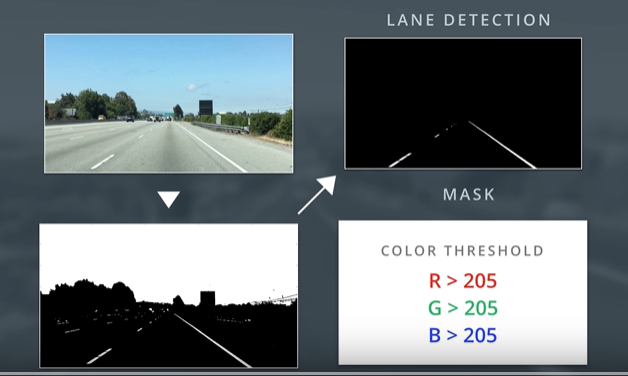 LANE DETECTION
MASK
COLOR THRESHOLD
R > 205
G > 205
B > 205